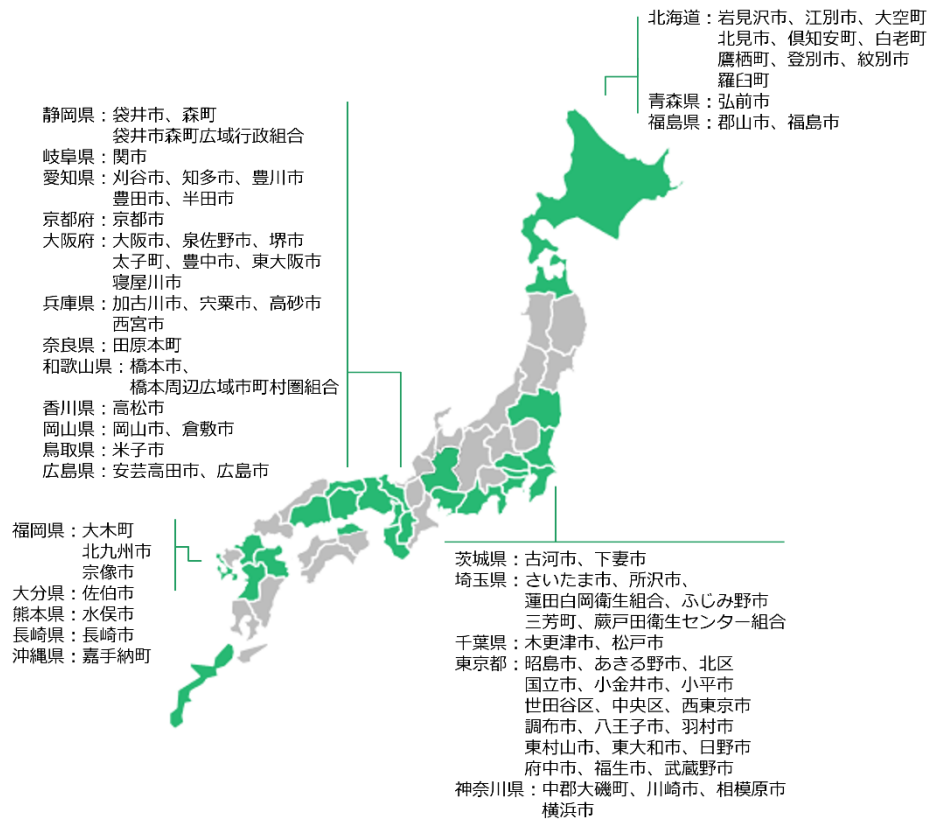 北海道：岩見沢市、江別市、大空町
北見市、倶知安町、白老町
鷹栖町、登別市、紋別市
羅臼町
青森県：弘前市
福島県：郡山市、福島市
静岡県：袋井市、森町
袋井市森町広域行政組合
岐阜県：関市
愛知県：刈谷市、知多市、豊川市
豊田市、半田市
京都府：京都市
大阪府：大阪市、泉佐野市、堺市
太子町、豊中市、東大阪市
寝屋川市
兵庫県：加古川市、宍粟市、高砂市
西宮市
奈良県：田原本町
和歌山県：橋本市、
橋本周辺広域市町村圏組合
香川県：高松市
岡山県：岡山市、倉敷市
鳥取県：米子市
広島県：安芸高田市、広島市
福岡県：大木町
北九州市
宗像市
大分県：佐伯市
熊本県：水俣市
長崎県：長崎市
沖縄県：嘉手納町
茨城県：古河市、下妻市
埼玉県：さいたま市、所沢市、
蓮田白岡衛生組合、ふじみ野市
三芳町、蕨戸田衛生センター組合
千葉県：木更津市、松戸市
東京都：昭島市、あきる野市、北区
国立市、小金井市、小平市
世田谷区、中央区、西東京市
調布市、八王子市、羽村市
東村山市、東大和市、日野市
府中市、福生市、武蔵野市
神奈川県：中郡大磯町、川崎市、相模原市
横浜市